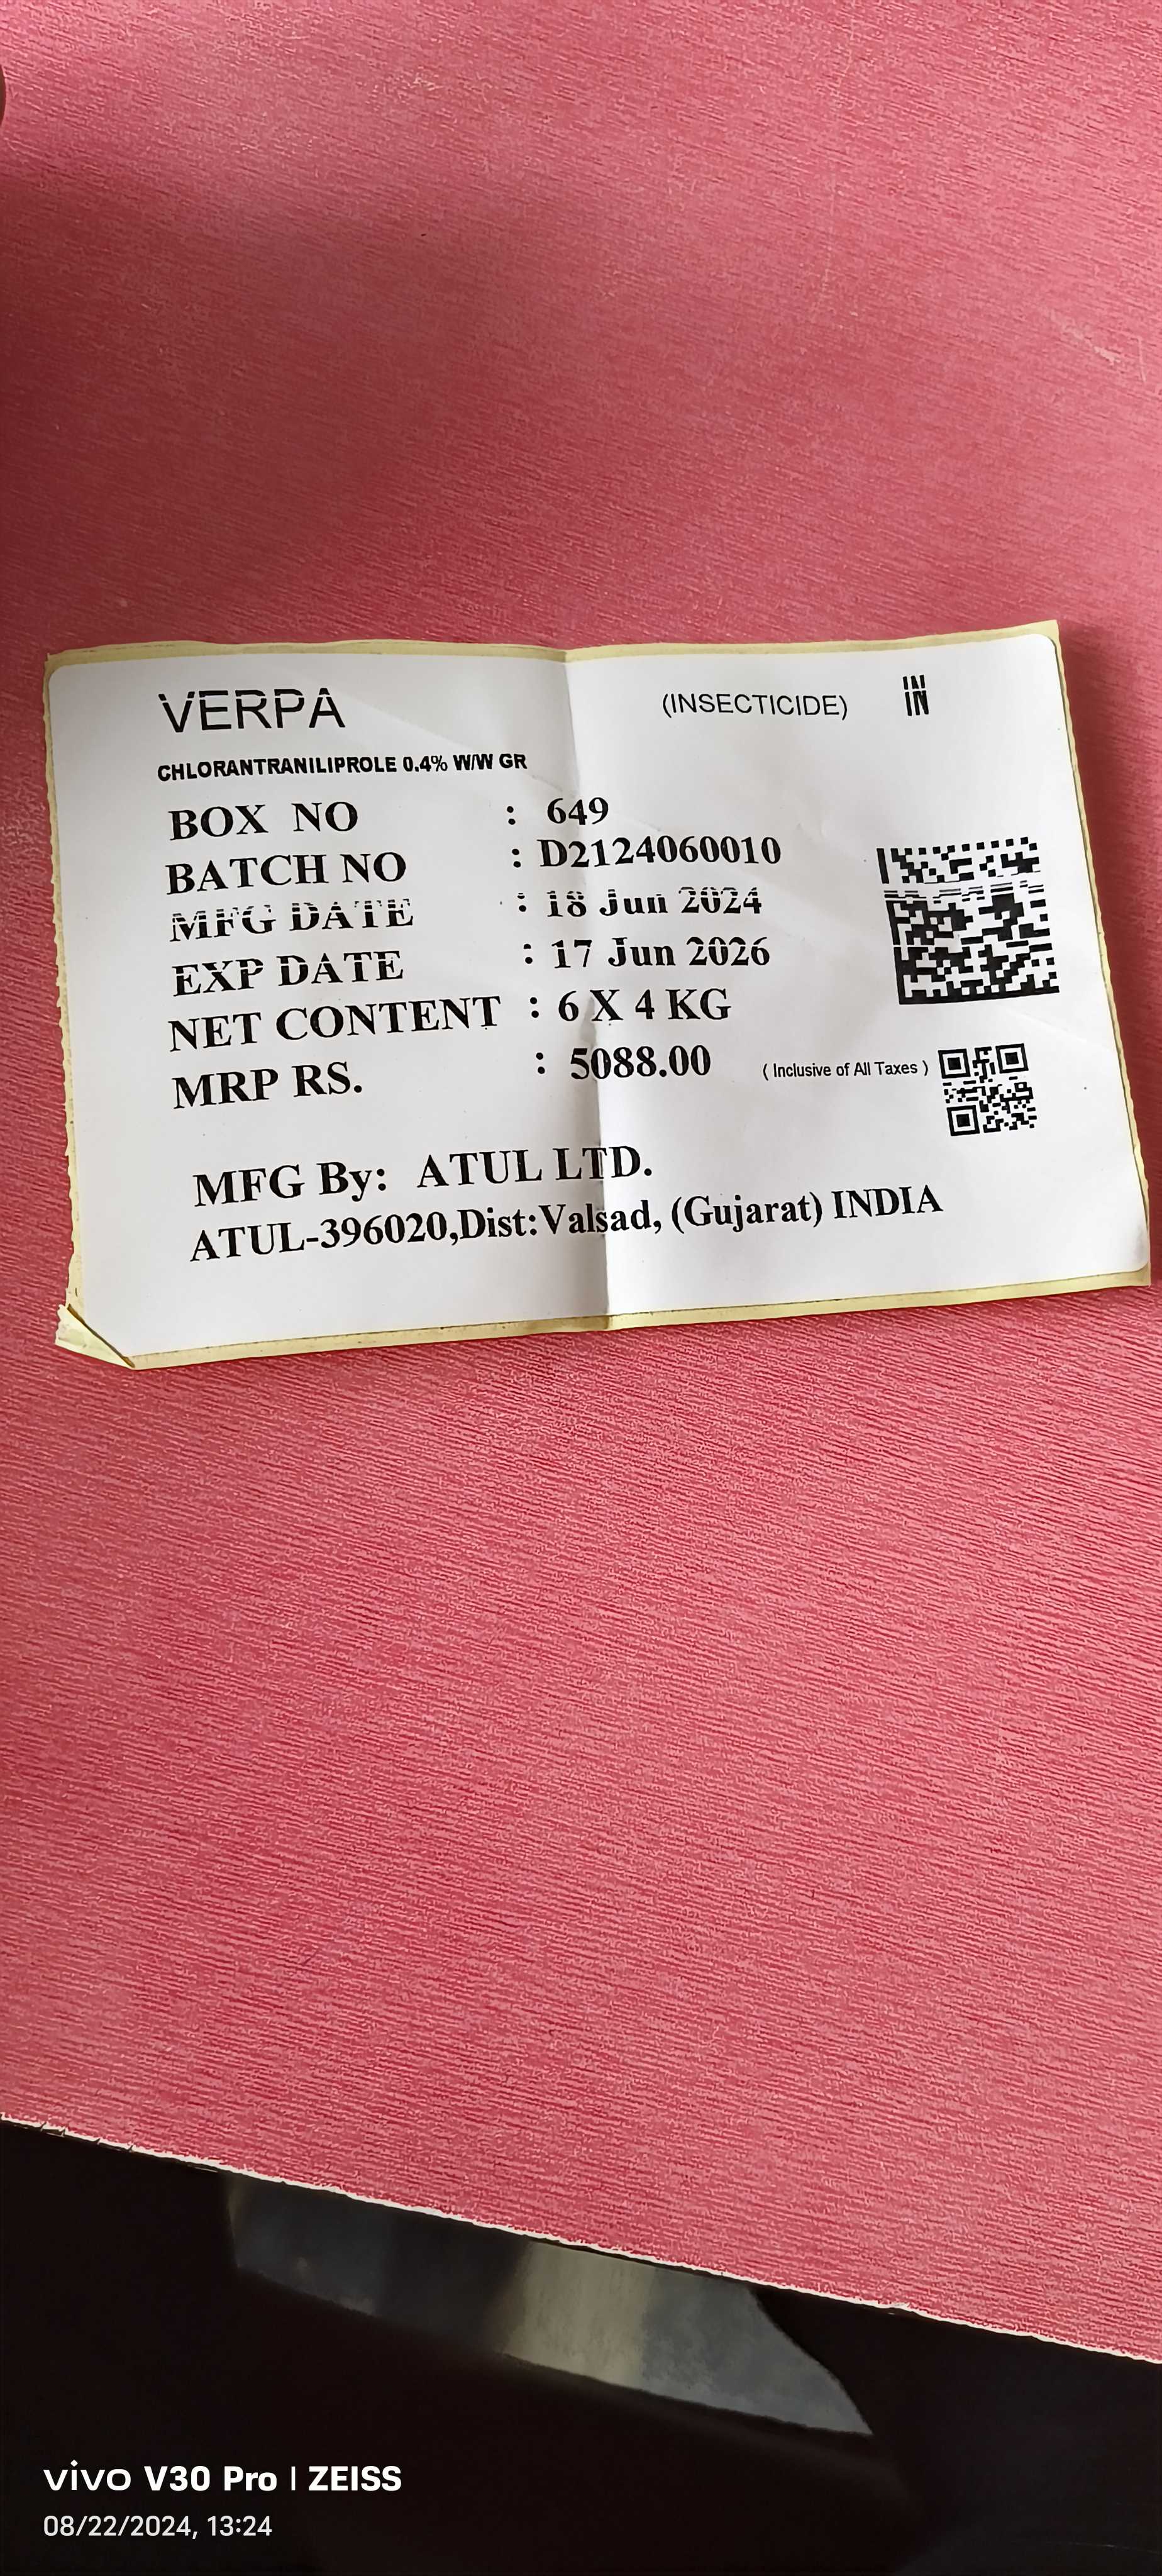 VERPA (INSECTICIDE) IN
CHLORANTRANILIPROLE 0.4% W/W GR
BOX NO : 649
BATCH NO : D2124060010
MFG DATE : 18 Jun 2024
EXP DATE : 17 Jun 2026
NET CONTENT : 6 X 4 KG
MRP RS. : 5088.00 ( Inclusive of All Taxes )
MFG By: ATUL LTD.
ATUL-396020,Dist:Valsad, (Gujarat) INDIA
vivo V30 Pro | ZEISS
08/22/2024, 13:24